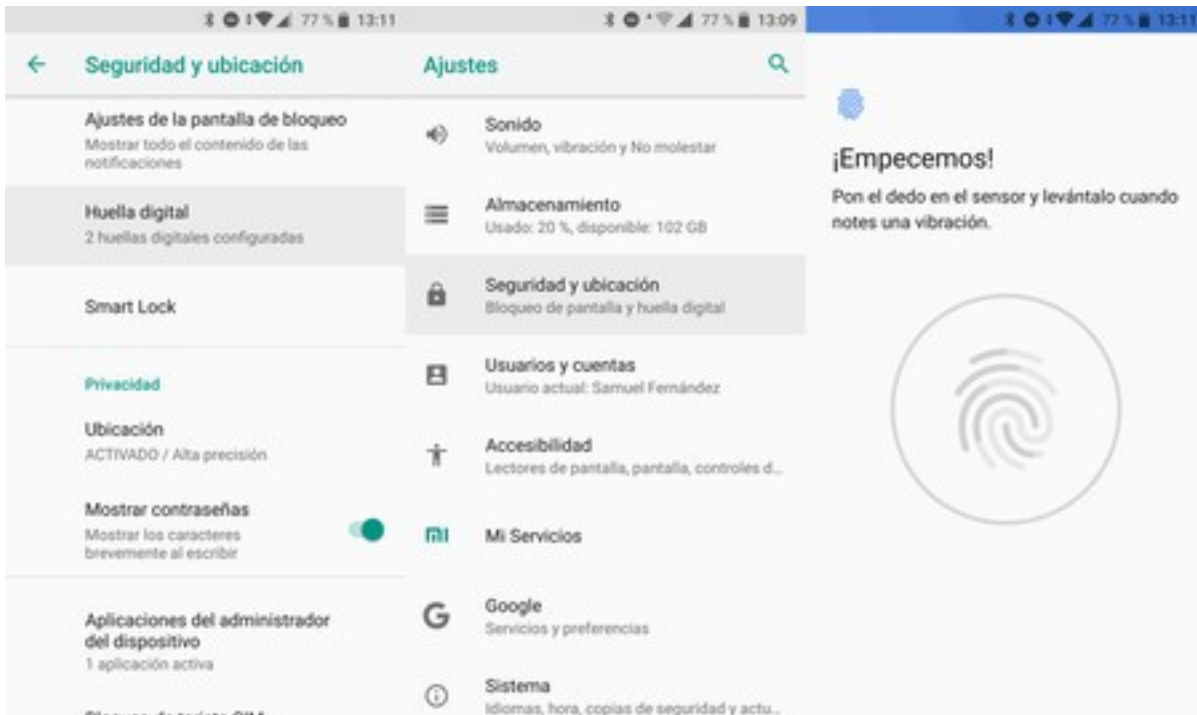 77 % 13:11
Seguridad y ubicación
Ajustes de la pantalla de bloqueo
Mostrar todo el contenido de las
notificaciones
Huella digital
2 huellas digitales configuradas
Smart Lock
Privacidad
Ubicación
ACTIVADO / Alta precisión
Mostrar contraseñas
Mostrar los caracteres
brevemente al escribir
Aplicaciones del administrador
del dispositivo
1 aplicación activa
77 % 13:09
Ajustes
Sonido
Volumen, vibración y No molestar
Almacenamiento
Usado: 20 %, disponible: 102 GB
Seguridad y ubicación
Bloqueo de pantalla y huella digital
Usuarios y cuentas
Usuario actual: Samuel Fernández
Accesibilidad
Lectores de pantalla, pantalla, controles d...
Mi Servicios
Google
Servicios y preferencias
Sistema
Idiomas, hora, copias de seguridad y actu...
77 % 13:11
¡Empecemos!
Pon el dedo en el sensor y levántalo cuando
notes una vibración.